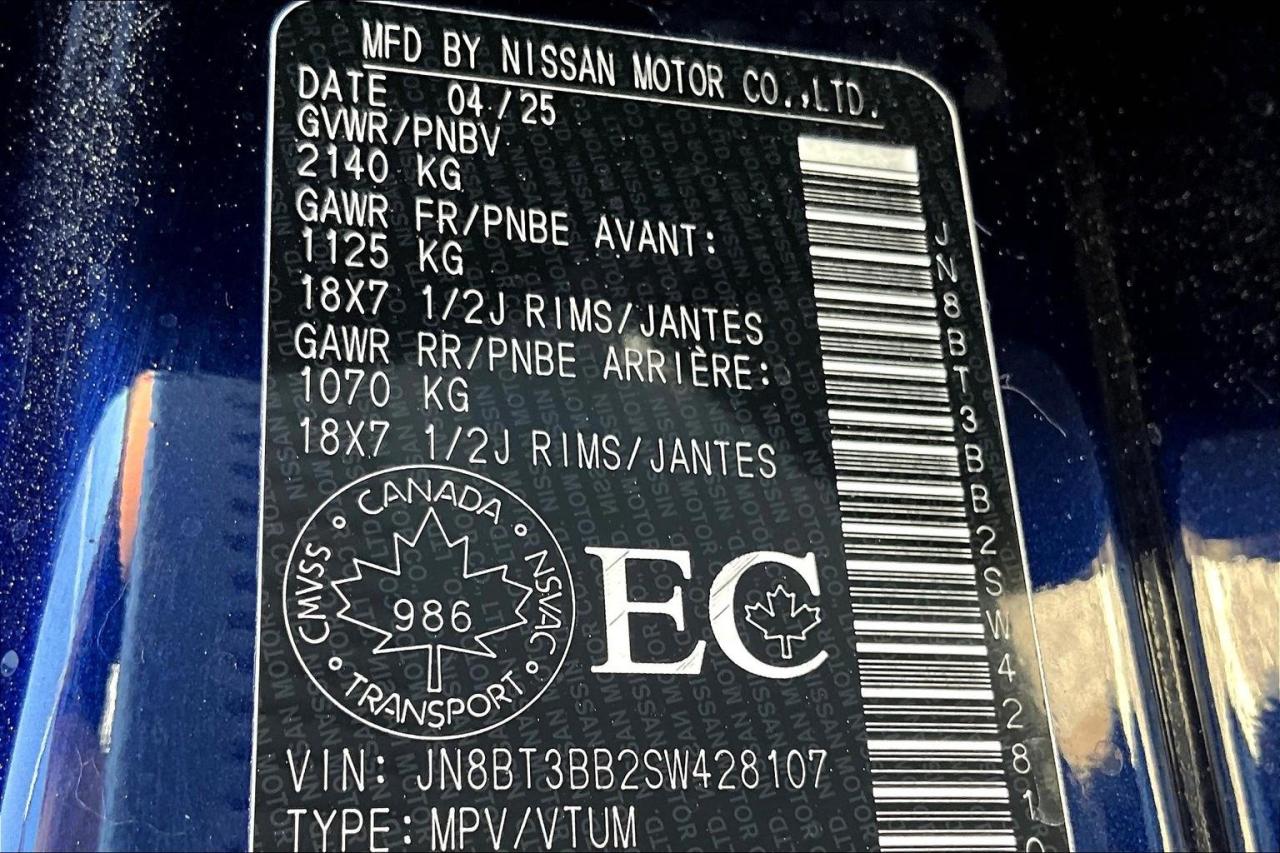 MFD BY NISSAN MOTOR CO.,LTD.
DATE 04/25
GVWR/PNBV
2140 KG
GAWR FR/PNBE AVANT:
1125 KG
18X7 1/2J RIMS/JANTES
GAWR RR/PNBE ARRIÈRE:
1070 KG
18X7 1/2J RIMS/JANTES
CANADA
CMVSS
NSVAC
986
TRANSPORT
EC
VIN: JN8BT3BB2SW428107
TYPE: MPV/VTUM
JN8BT3BB2SW42810